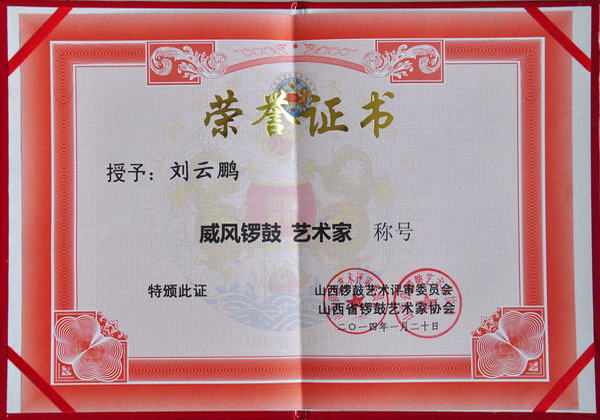 荣誉证书
授予：刘云鹏
威风锣鼓 艺术家 称号
特颁此证
山西锣鼓艺术评审委员会
山西省锣鼓艺术家协会
二〇一四年一月二十日